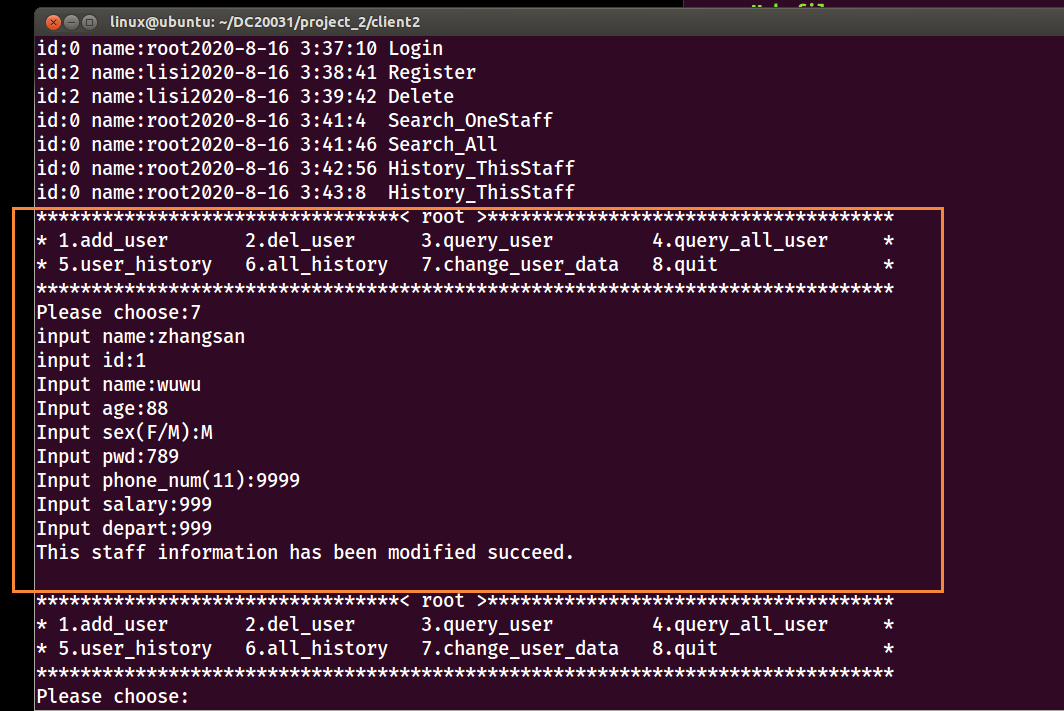 Makefile
linux@ubuntu: ~/DC20031/project_2/client2
id:0 name:root2020-8-16 3:37:10 Login
id:2 name:lisi2020-8-16 3:38:41 Register
id:2 name:lisi2020-8-16 3:39:42 Delete
id:0 name:root2020-8-16 3:41:4  Search_OneStaff
id:0 name:root2020-8-16 3:41:46 Search_All
id:0 name:root2020-8-16 3:42:56 History_ThisStaff
id:0 name:root2020-8-16 3:43:8  History_ThisStaff
*********************************< root >*************************************
* 1.add_user       2.del_user      3.query_user         4.query_all_user     *
* 5.user_history   6.all_history   7.change_user_data   8.quit               *
******************************************************************************
Please choose:7
input name:zhangsan
input id:1
Input name:wuwu
Input age:88
Input sex(F/M):M
Input pwd:789
Input phone_num(11):9999
Input salary:999
Input depart:999
This staff information has been modified succeed.
*********************************< root >*************************************
* 1.add_user       2.del_user      3.query_user         4.query_all_user     *
* 5.user_history   6.all_history   7.change_user_data   8.quit               *
******************************************************************************
Please choose: